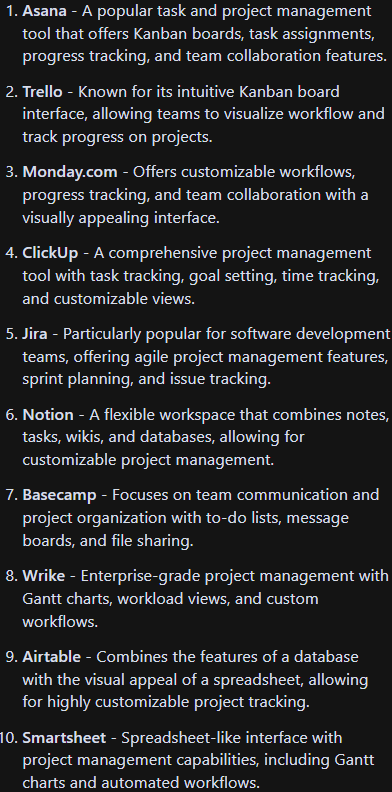 1. Asana - A popular task and project management
tool that offers Kanban boards, task assignments,
progress tracking, and team collaboration features.
2. Trello - Known for its intuitive Kanban board
interface, allowing teams to visualize workflow and
track progress on projects.
3. Monday.com - Offers customizable workflows,
progress tracking, and team collaboration with a
visually appealing interface.
4. ClickUp - A comprehensive project management
tool with task tracking, goal setting, time tracking,
and customizable views.
5. Jira - Particularly popular for software development
teams, offering agile project management features,
sprint planning, and issue tracking.
6. Notion - A flexible workspace that combines notes,
tasks, wikis, and databases, allowing for
customizable project management.
7. Basecamp - Focuses on team communication and
project organization with to-do lists, message
boards, and file sharing.
8. Wrike - Enterprise-grade project management with
Gantt charts, workload views, and custom
workflows.
9. Airtable - Combines the features of a database
with the visual appeal of a spreadsheet, allowing
for highly customizable project tracking.
10. Smartsheet - Spreadsheet-like interface with
project management capabilities, including Gantt
charts and automated workflows.